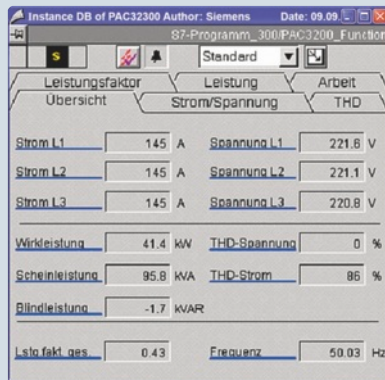 Instance DB of PAC32300 Author: Siemens Date: 09.09.
S7-Programm_300/PAC3200_Function
S Standard
Leistungsfaktor Leistung Arbeit
Übersicht Strom/Spannung THD
Strom L1 145 A Spannung L1 221.6 V
Strom L2 145 A Spannung L2 221.1 V
Strom L3 145 A Spannung L3 220.8 V
Wirkleistung 41.4 kW THD-Spannung 0 %
Scheinleistung 95.8 kVA THD-Strom 86 %
Blindleistung -1.7 kVAR
Lstg.fakt. ges. 0.43 Frequenz 50.03 Hz